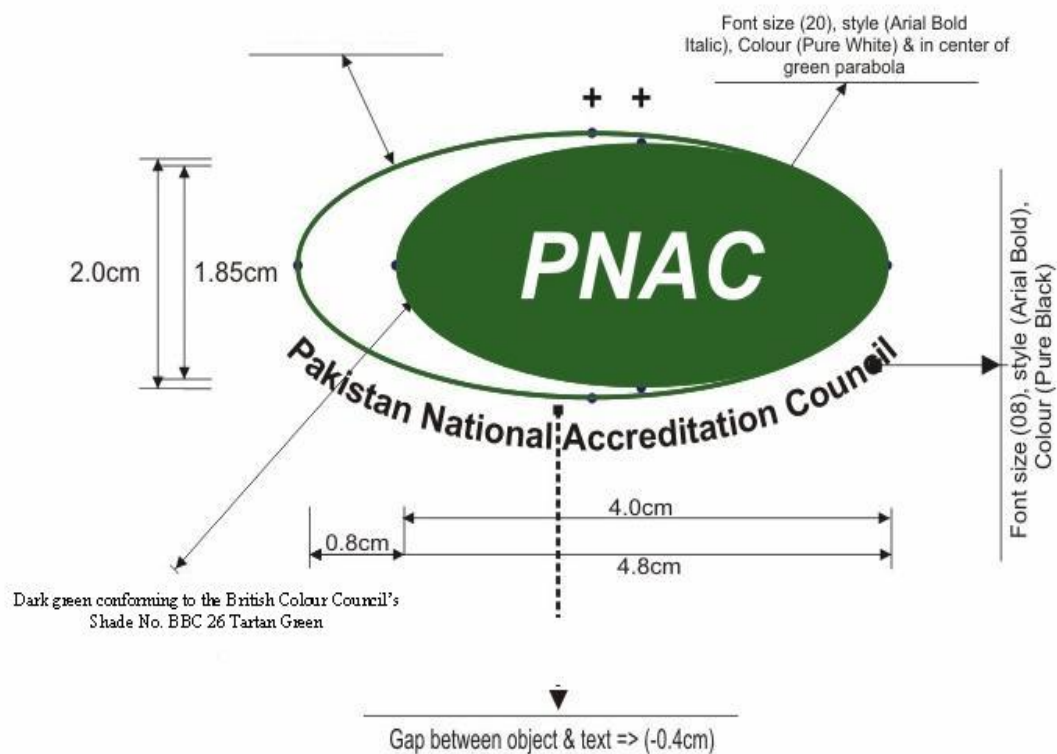 Font size (20), style (Arial Bold
Italic), Colour (Pure White) & in center of
green parabola
+ +
2.0cm
1.85cm
PNAC
Pakistan National Accreditation Council
Font size (08), style (Arial Bold),
Colour (Pure Black)
4.0cm
0.8cm
4.8cm
Dark green conforming to the British Colour Council's
Shade No. BBC 26 Tartan Green
Gap between object & text => (-0.4cm)